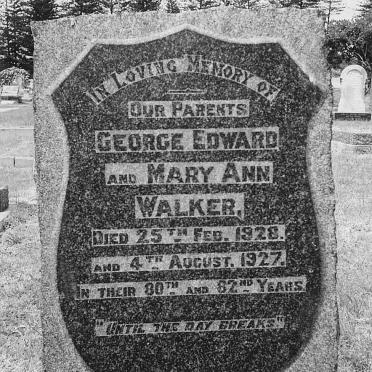 IN LOVING MEMORY OF
OUR PARENTS
GEORGE EDWARD
AND MARY ANN
WALKER,
DIED 25TH FEB. 1928.
AND 4TH AUGUST, 1927.
IN THEIR 80TH AND 82ND YEARS.
"UNTIL THE DAY BREAKS"